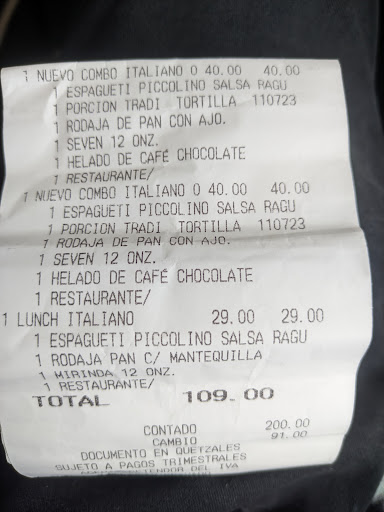 1 NUEVO COMBO ITALIANO O 40.00 40.00
1 ESPAGUETI PICCOLINO SALSA RAGU
1 PORCION TRADI TORTILLA 110723
1 RODAJA DE PAN CON AJO.
1 SEVEN 12 ONZ.
1 HELADO DE CAFÉ CHOCOLATE
1 RESTAURANTE/
1 NUEVO COMBO ITALIANO O 40.00 40.00
1 ESPAGUETI PICCOLINO SALSA RAGU
1 PORCION TRADI TORTILLA 110723
1 RODAJA DE PAN CON AJO.
1 SEVEN 12 ONZ.
1 HELADO DE CAFÉ CHOCOLATE
1 RESTAURANTE/
1 LUNCH ITALIANO 29.00 29.00
1 ESPAGUETI PICCOLINO SALSA RAGU
1 RODAJA PAN C/ MANTEQUILLA
1 MIRINDA 12 ONZ.
1 RESTAURANTE/
TOTAL 109.00
CONTADO 200.00
CAMBIO 91.00
DOCUMENTO EN QUETZALES
SUJETO A PAGOS TRIMESTRALES
DEL IVA